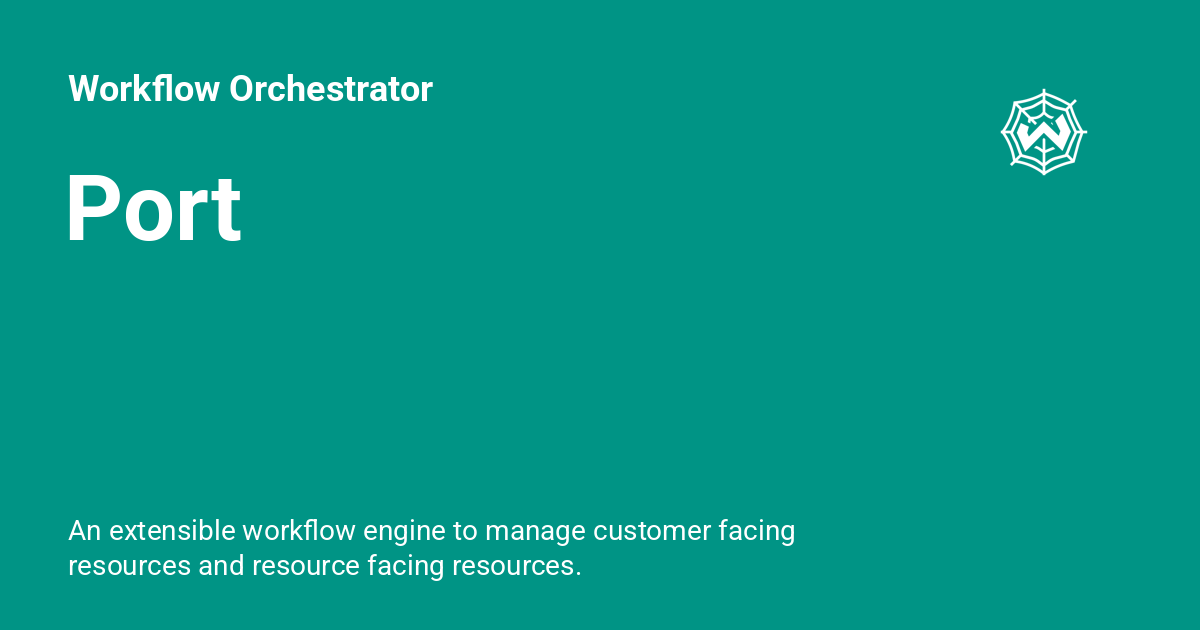 Workflow Orchestrator
Port
An extensible workflow engine to manage customer facing
resources and resource facing resources.